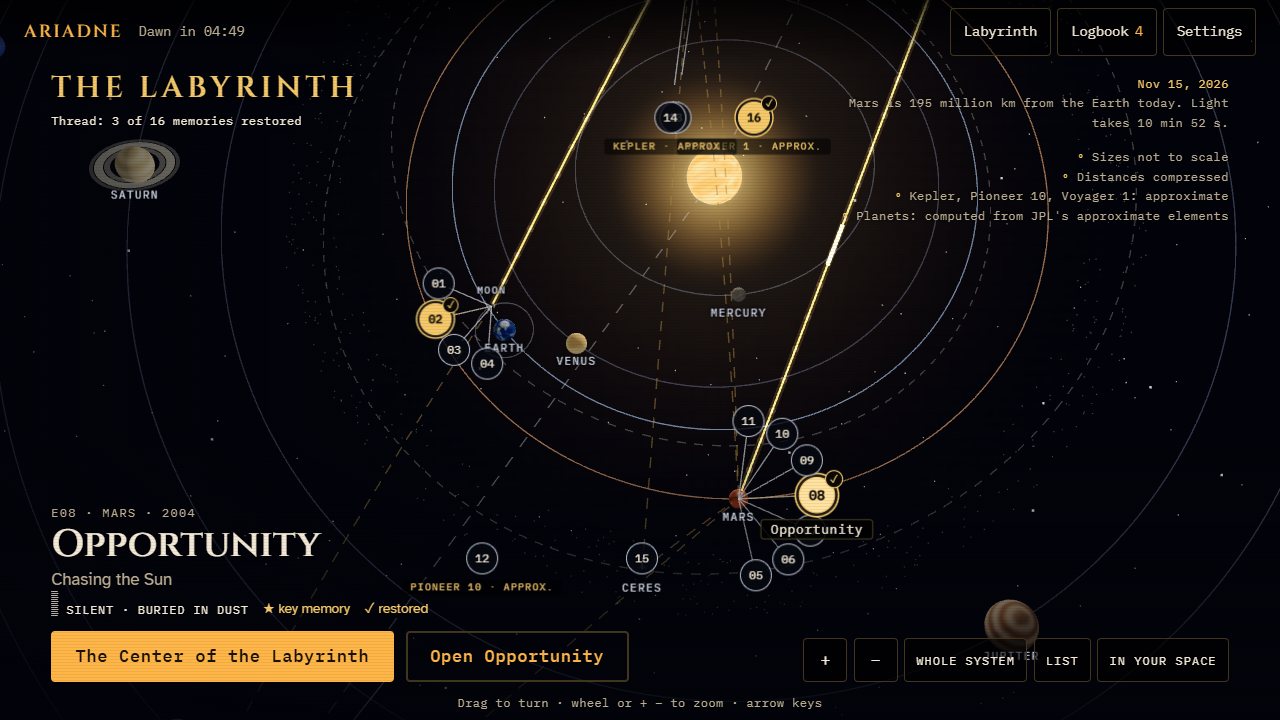 ARIADNE
Dawn in 04:49
Labyrinth
Logbook 4
Settings
THE LABYRINTH
Thread: 3 of 16 memories restored
Nov 15, 2026
Mars is 195 million km from the Earth today. Light
takes 10 min 52 s.
° Sizes not to scale
° Distances compressed
° Kepler, Pioneer 10, Voyager 1: approximate
° Planets: computed from JPL's approximate elements
14
16 ✓
KEPLER · APPROX.
1 · APPROX.
SATURN
01
MOON
02 ✓
03
EARTH
04
VENUS
MERCURY
11
10
09
08 ✓
MARS
Opportunity
06
05
12
PIONEER 10 · APPROX.
15
CERES
JUPITER
E08 · MARS · 2004
OPPORTUNITY
Chasing the Sun
SILENT · BURIED IN DUST ★ key memory ✓ restored
The Center of the Labyrinth
Open Opportunity
+
−
WHOLE SYSTEM
LIST
IN YOUR SPACE
Drag to turn · wheel or + − to zoom · arrow keys